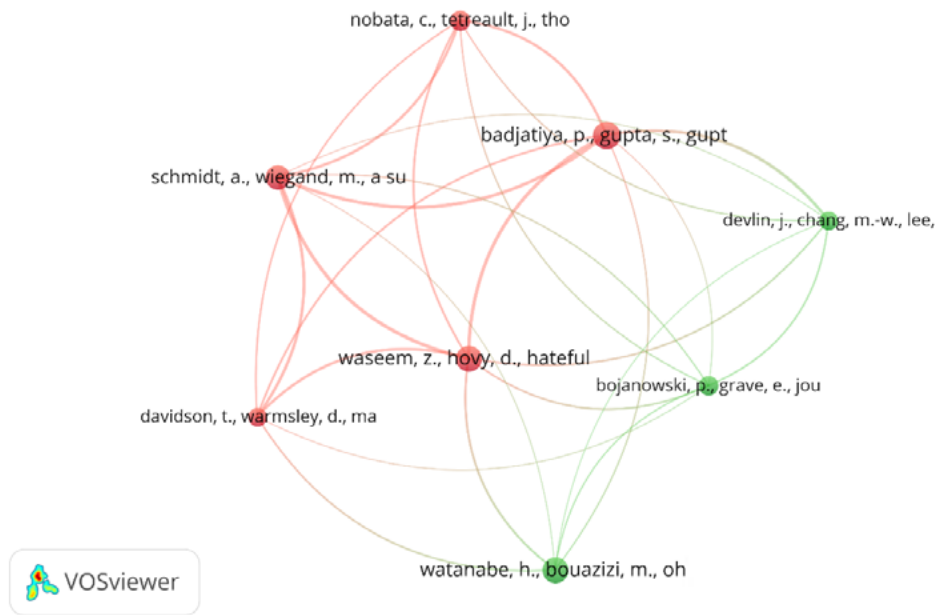 nobata, c., tetreault, j., tho
badjatiya, p., gupta, s., gupt
schmidt, a., wiegand, m., a su
devlin, j., chang, m.-w., lee,
waseem, z., hovy, d., hateful
bojanowski, p., grave, e., jou
davidson, t., warmsley, d., ma
watanabe, h., bouazizi, m., oh
VOSviewer